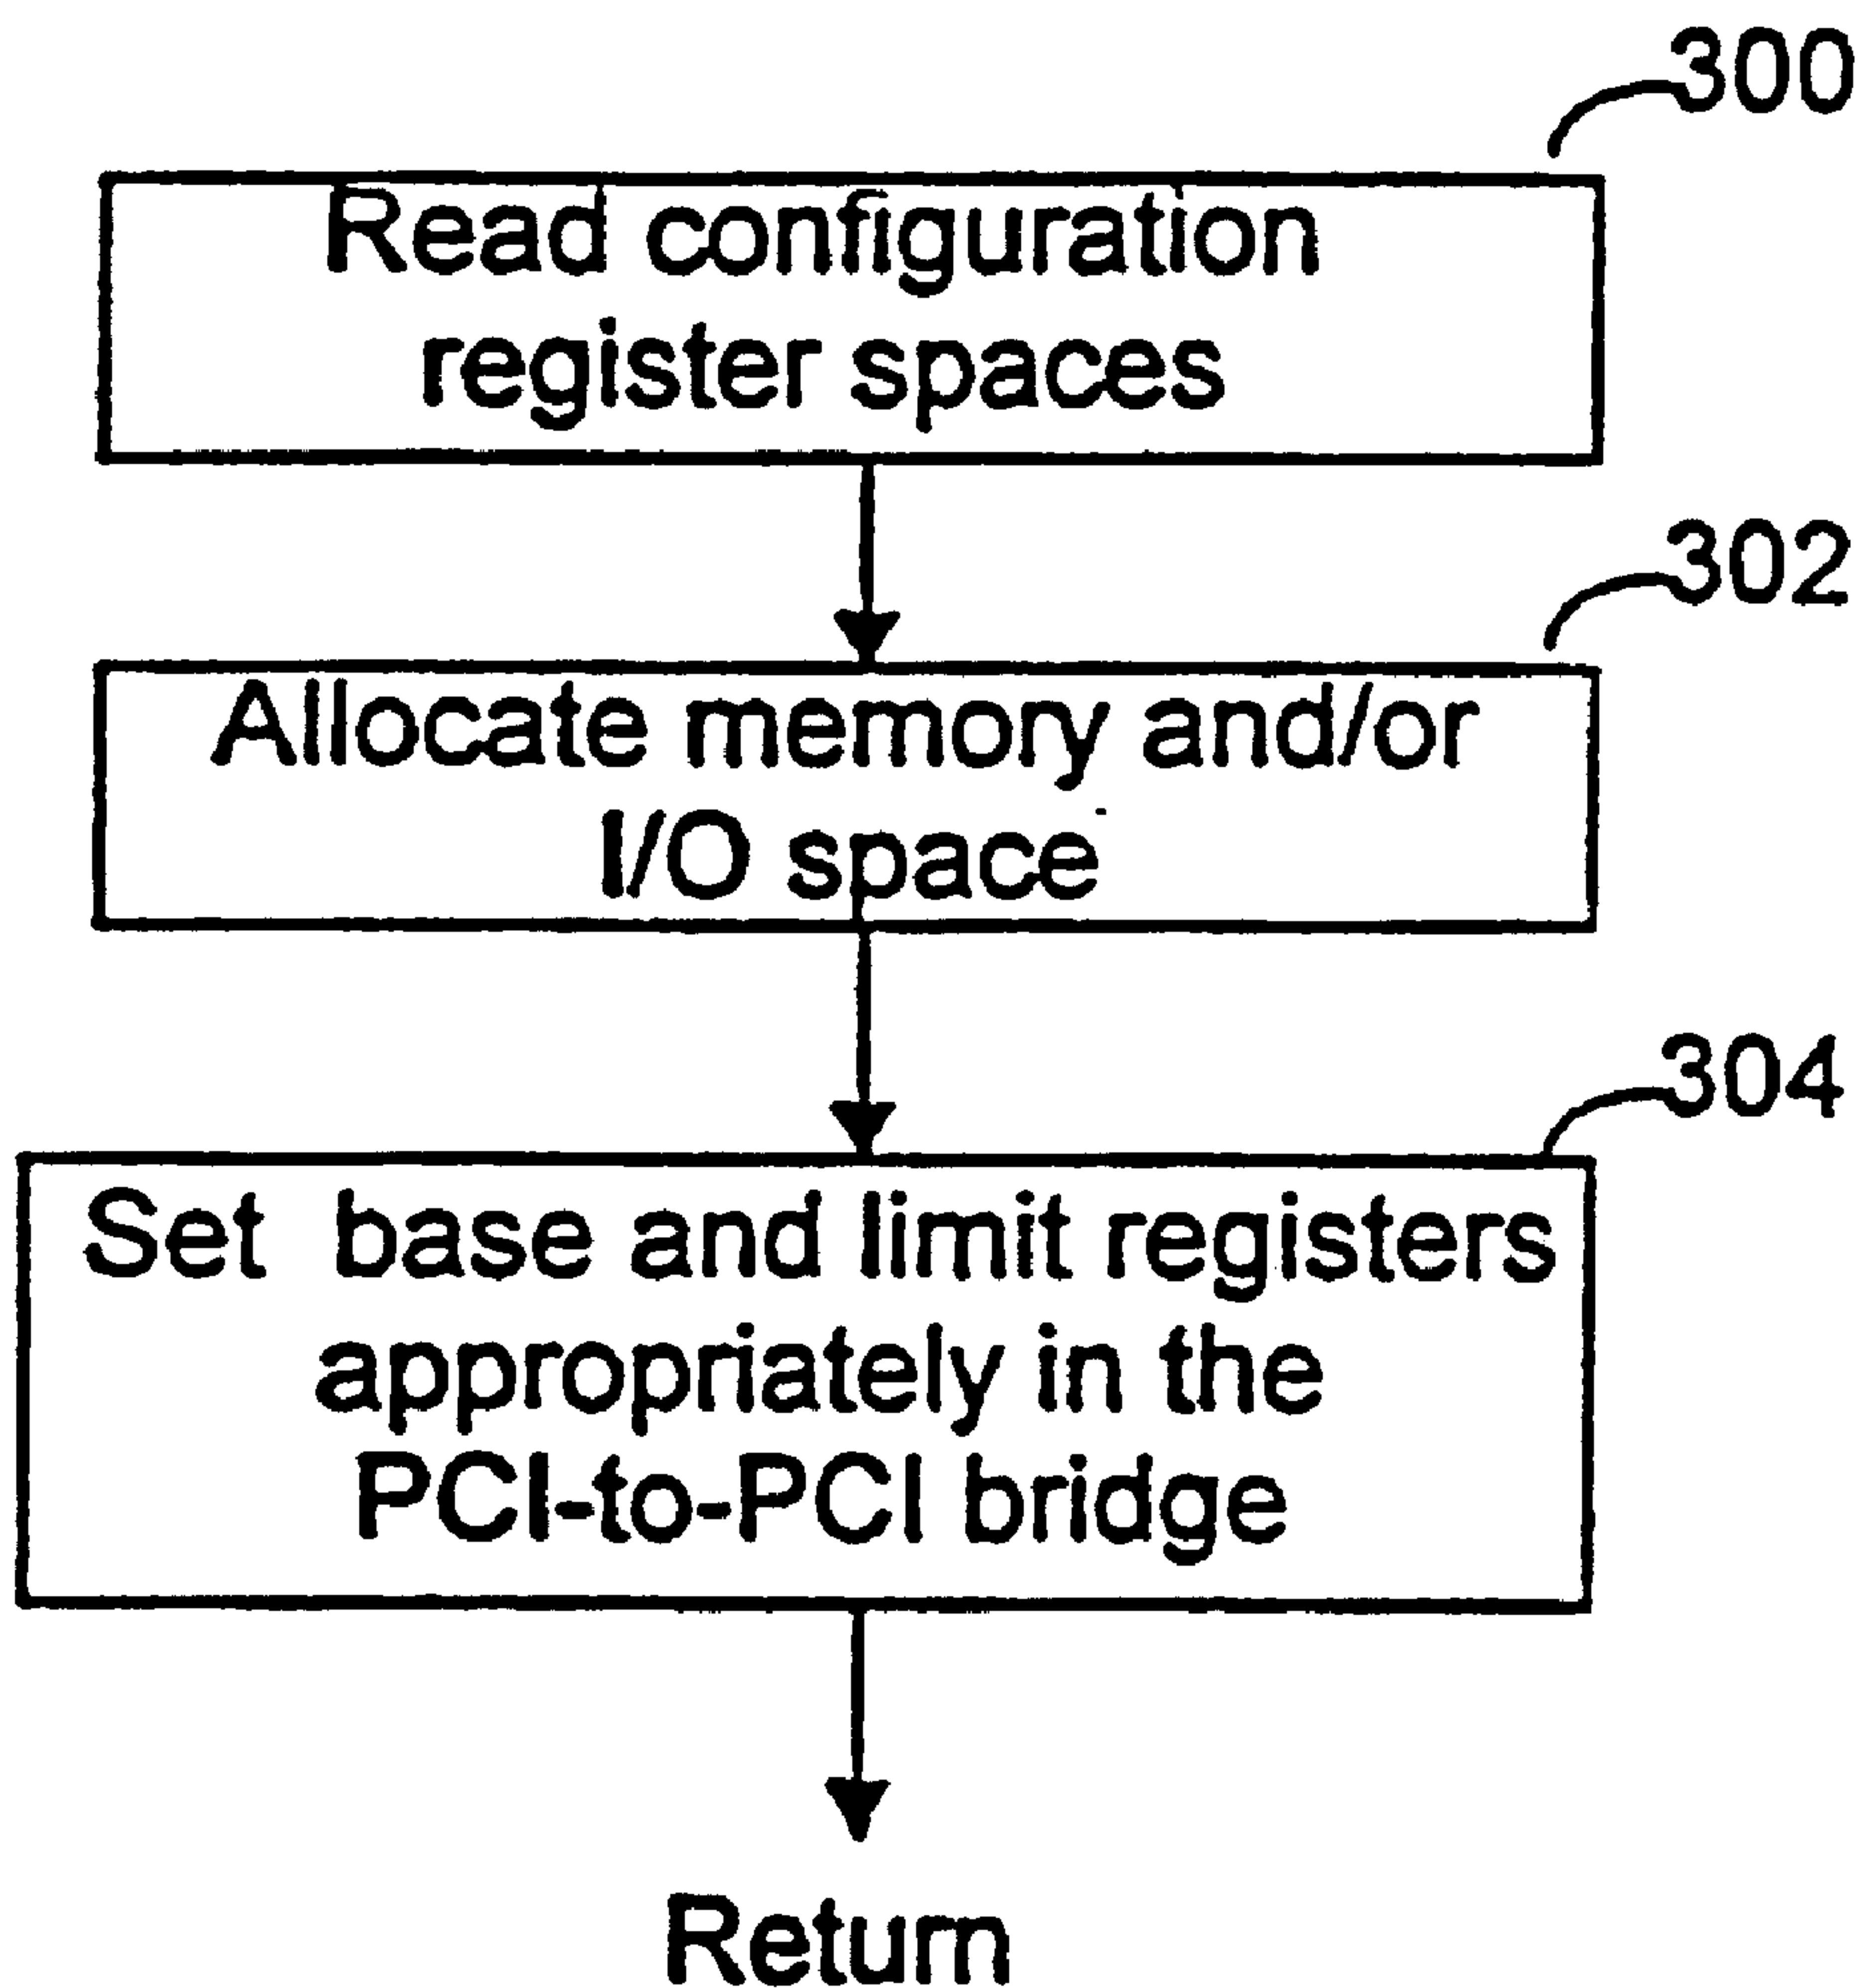 300
Read configuration
register spaces
302
Allocate memory and/or
I/O space
304
Set base and limit registers
appropriately in the
PCI-to-PCI bridge
Return